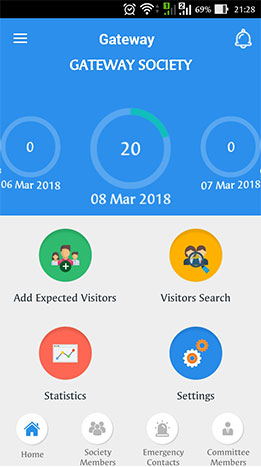 69% 21:28
Gateway
GATEWAY SOCIETY
0 20 0
06 Mar 2018 08 Mar 2018 07 Mar 2018
Add Expected Visitors Visitors Search
Statistics Settings
Home Society Members Emergency Contacts Committee Members